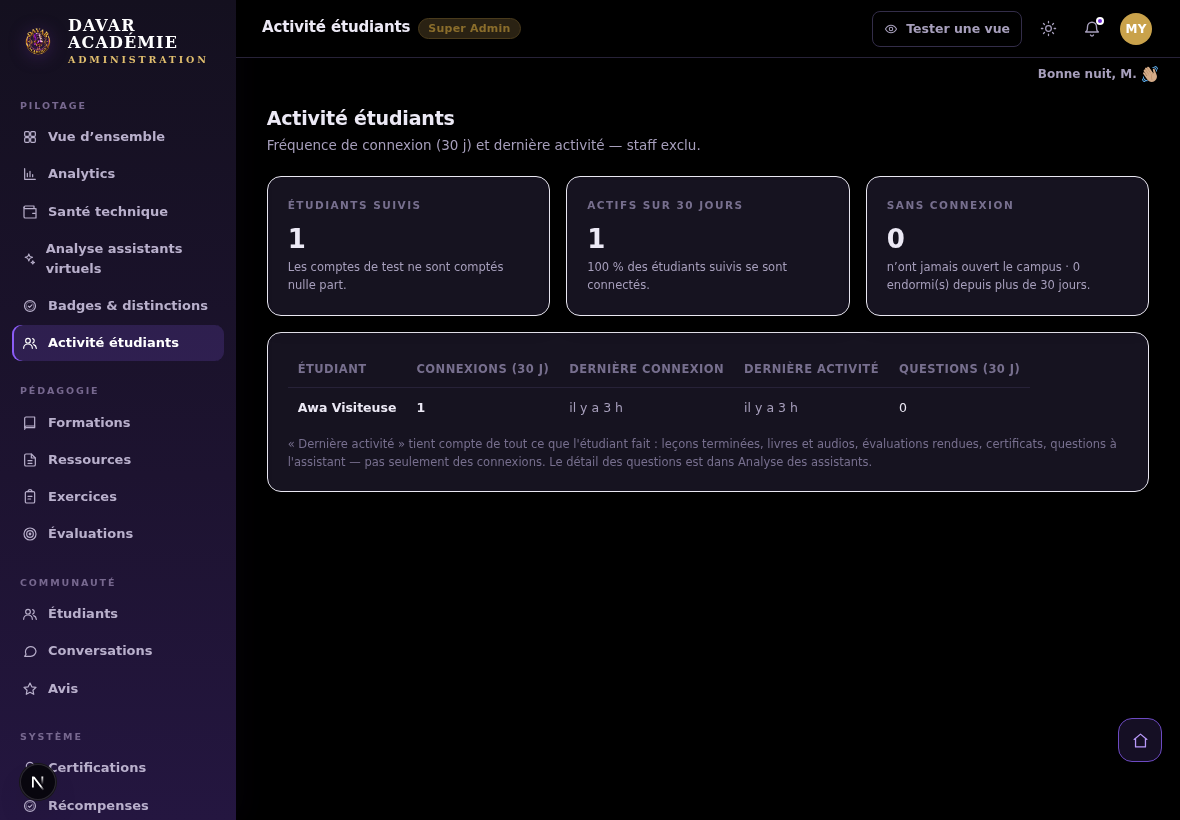 DAVAR
ACADÉMIE
ADMINISTRATION
PILOTAGE
Vue d’ensemble
Analytics
Santé technique
Analyse assistants
virtuels
Badges & distinctions
Activité étudiants
PÉDAGOGIE
Formations
Ressources
Exercices
Évaluations
COMMUNAUTÉ
Étudiants
Conversations
Avis
SYSTÈME
Certifications
Récompenses
Activité étudiants
Super Admin
Tester une vue
MY
Bonne nuit, M. 👋🏽
Activité étudiants
Fréquence de connexion (30 j) et dernière activité — staff exclu.
ÉTUDIANTS SUIVIS
1
Les comptes de test ne sont comptés
nulle part.
ACTIFS SUR 30 JOURS
1
100 % des étudiants suivis se sont
connectés.
SANS CONNEXION
0
n’ont jamais ouvert le campus · 0
endormi(s) depuis plus de 30 jours.
ÉTUDIANT CONNEXIONS (30 J) DERNIÈRE CONNEXION DERNIÈRE ACTIVITÉ QUESTIONS (30 J)
Awa Visiteuse 1 il y a 3 h il y a 3 h 0
« Dernière activité » tient compte de tout ce que l'étudiant fait : leçons terminées, livres et audios, évaluations rendues, certificats, questions à
l'assistant — pas seulement des connexions. Le détail des questions est dans Analyse des assistants.
N